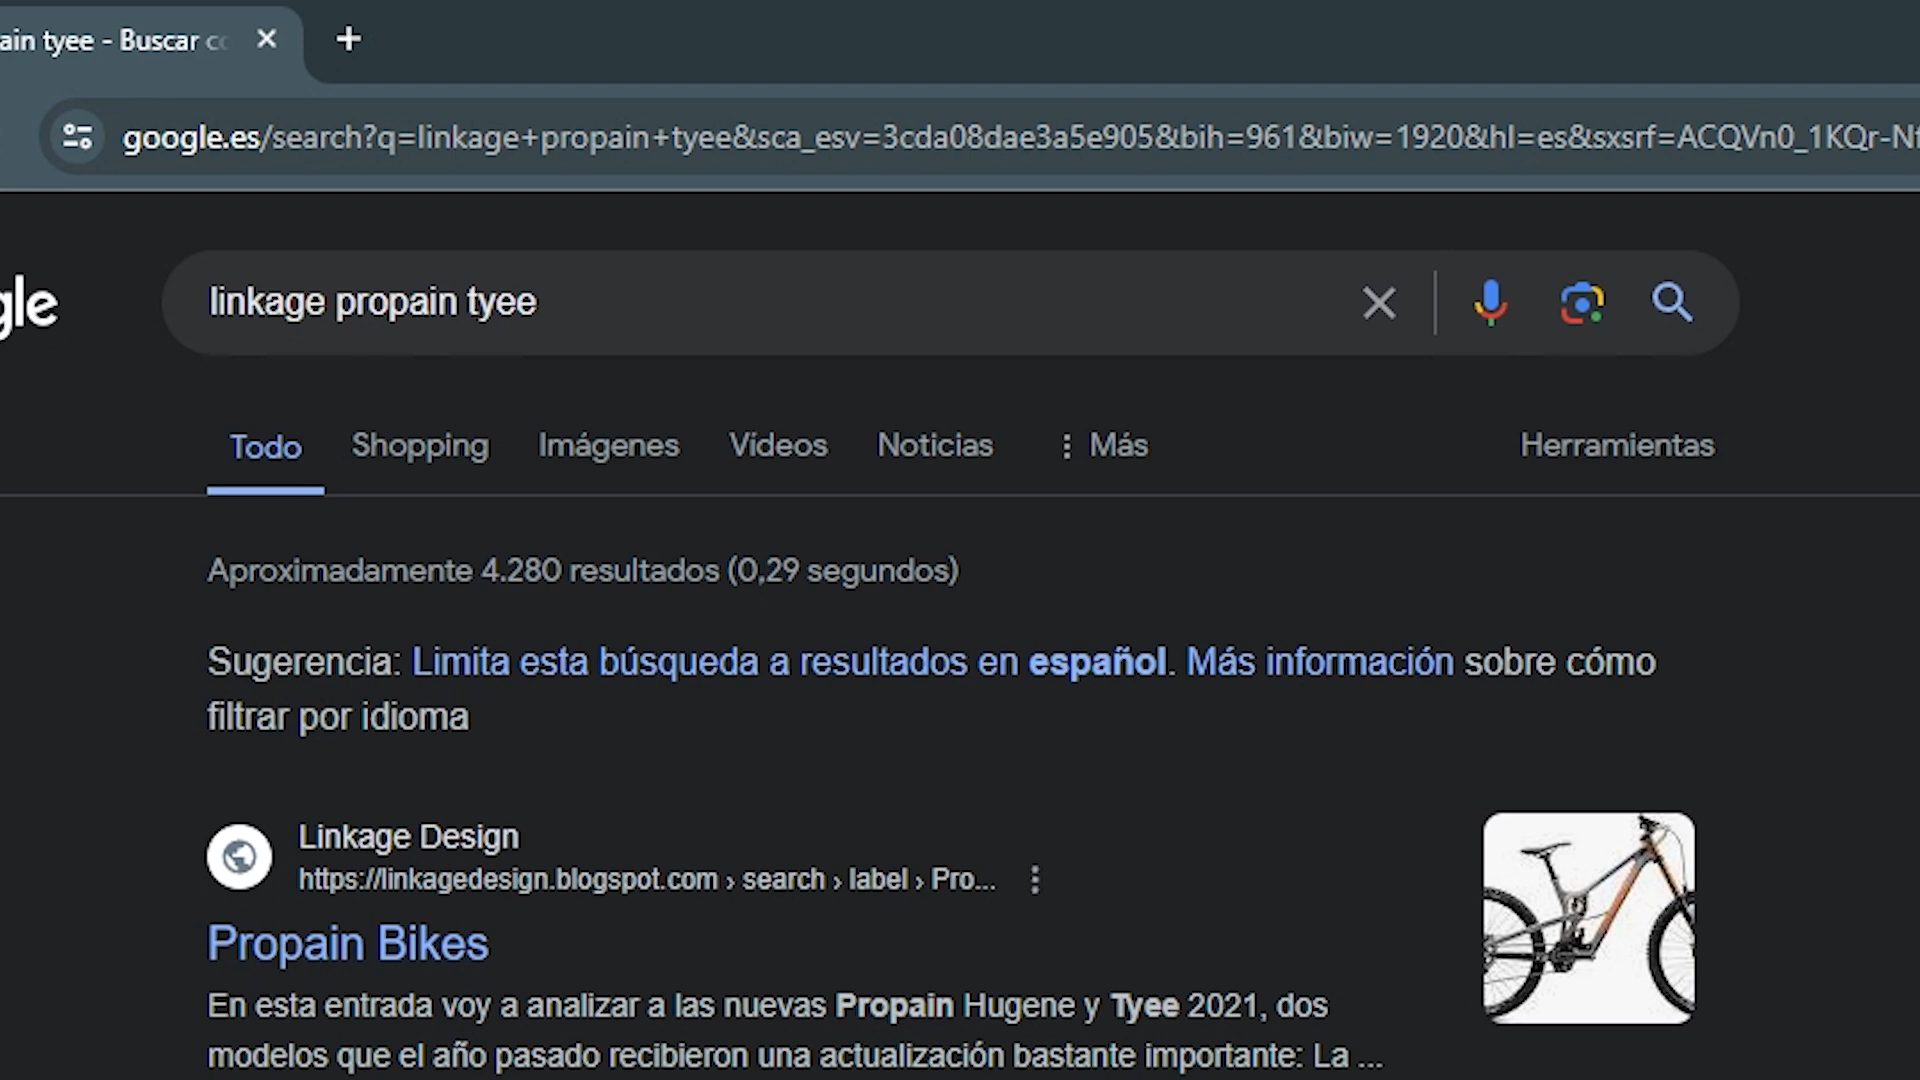 ain tyee - Buscar
google.es/search?q=linkage+propain+tyee&sca_esv=3cda08dae3a5e905&bih=961&biw=1920&hl=es&sxsrf=ACQVn0_1KQr-N
gle
linkage propain tyee
Todo Shopping Imágenes Vídeos Noticias Más Herramientas
Aproximadamente 4.280 resultados (0,29 segundos)
Sugerencia: Limita esta búsqueda a resultados en español. Más información sobre cómo
filtrar por idioma
Linkage Design
https://linkagedesign.blogspot.com › search › label › Pro...
Propain Bikes
En esta entrada voy a analizar a las nuevas Propain Hugene y Tyee 2021, dos
modelos que el año pasado recibieron una actualización bastante importante: La ...